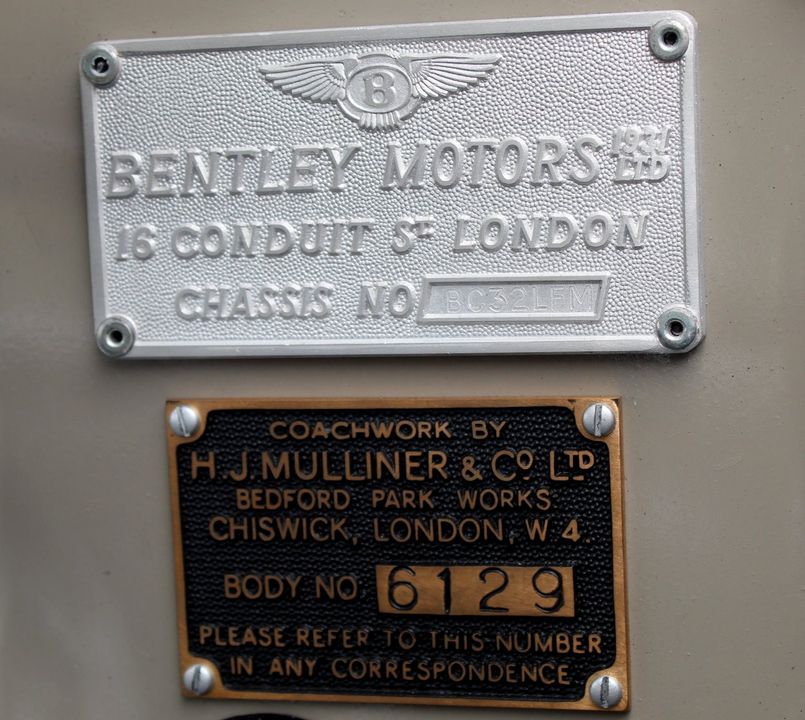 B
BENTLEY MOTORS 1931 LTD
16 CONDUIT ST LONDON
CHASSIS NO BC32LFM
COACHWORK BY
H.J.MULLINER & CO LTD
BEDFORD PARK WORKS
CHISWICK, LONDON, W 4.
BODY NO 6129
PLEASE REFER TO THIS NUMBER
IN ANY CORRESPONDENCE